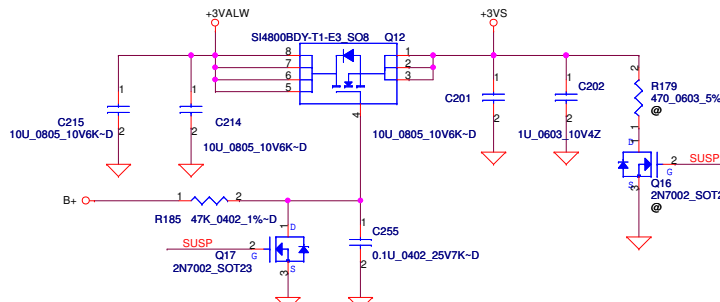 +3VALW
+3VS
SI4800BDY-T1-E3_SO8 Q12
8
7
6
5
1
2
3
4
1
2
C215
10U_0805_10V6K~D
1
2
C214
10U_0805_10V6K~D
C201
1
2
10U_0805_10V6K~D
C202
1
2
1U_0603_10V4Z
2
R179
470_0603_5%
@
1
1
D
2
G
SUSP
S
3
Q16
2N7002_SOT2
@
B+
1
2
R185 47K_0402_1%~D
SUSP
2
G
1
D
3
S
Q17
2N7002_SOT23
1
C255
0.1U_0402_25V7K~D
2